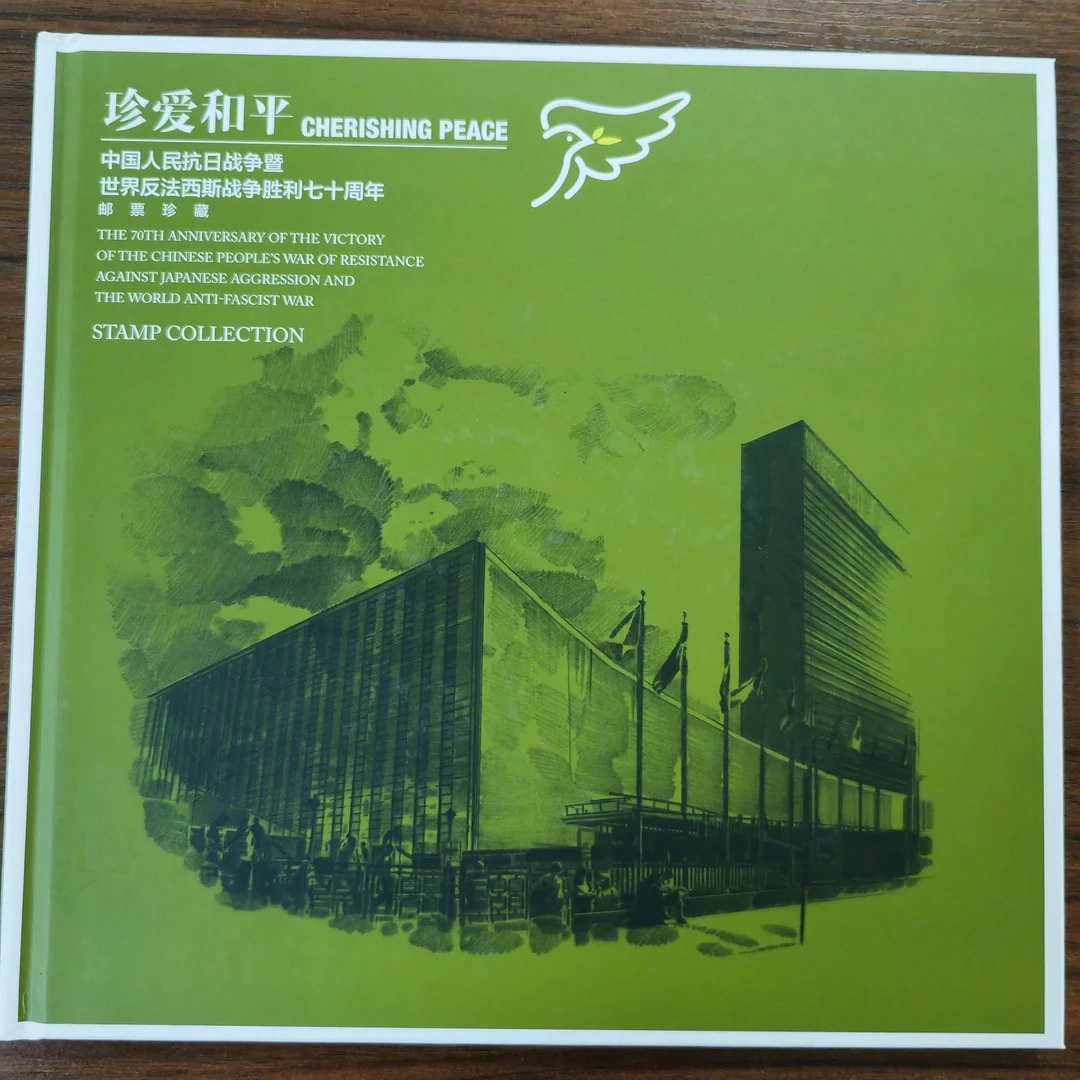 珍爱和平 CHERISHING PEACE
中国人民抗日战争暨
世界反法西斯战争胜利七十周年
邮票珍藏
THE 70TH ANNIVERSARY OF THE VICTORY
OF THE CHINESE PEOPLE'S WAR OF RESISTANCE
AGAINST JAPANESE AGGRESSION AND
THE WORLD ANTI-FASCIST WAR
STAMP COLLECTION